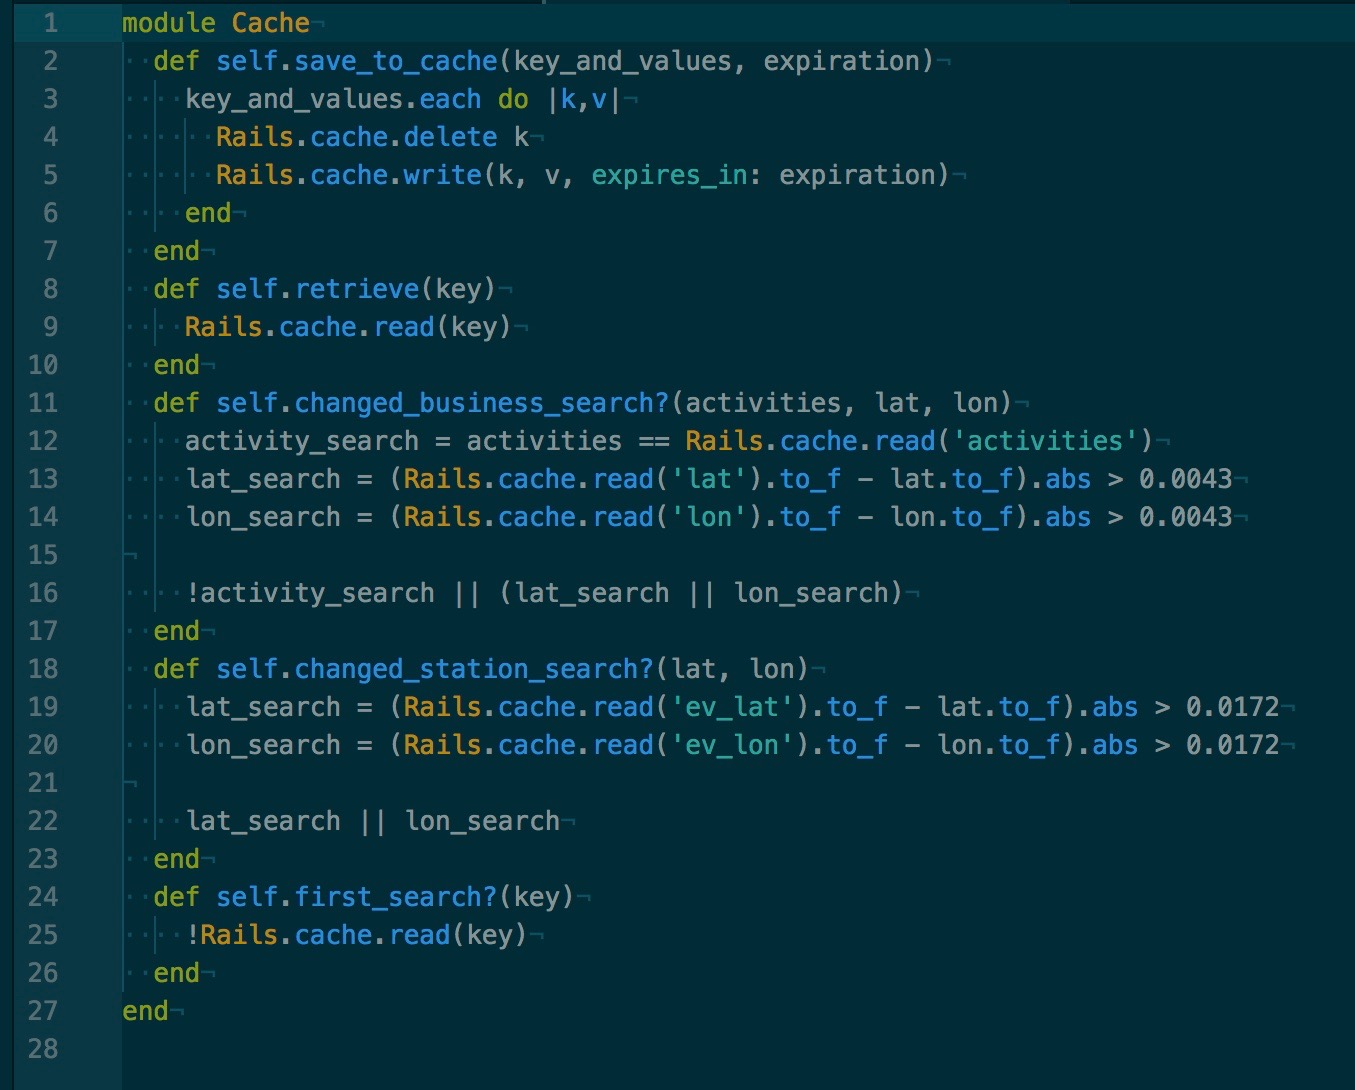 1 module Cache¬
2 ··def self.save_to_cache(key_and_values, expiration)¬
3 ····key_and_values.each do |k,v|¬
4 ······Rails.cache.delete k¬
5 ······Rails.cache.write(k, v, expires_in: expiration)¬
6 ····end¬
7 ··end¬
8 ··def self.retrieve(key)¬
9 ····Rails.cache.read(key)¬
10 ··end¬
11 ··def self.changed_business_search?(activities, lat, lon)¬
12 ····activity_search = activities == Rails.cache.read('activities')¬
13 ····lat_search = (Rails.cache.read('lat').to_f - lat.to_f).abs > 0.0043¬
14 ····lon_search = (Rails.cache.read('lon').to_f - lon.to_f).abs > 0.0043¬
15 ¬
16 ····!activity_search || (lat_search || lon_search)¬
17 ··end¬
18 ··def self.changed_station_search?(lat, lon)¬
19 ····lat_search = (Rails.cache.read('ev_lat').to_f - lat.to_f).abs > 0.0172¬
20 ····lon_search = (Rails.cache.read('ev_lon').to_f - lon.to_f).abs > 0.0172¬
21 ¬
22 ····lat_search || lon_search¬
23 ··end¬
24 ··def self.first_search?(key)¬
25 ····!Rails.cache.read(key)¬
26 ··end¬
27 end¬
28